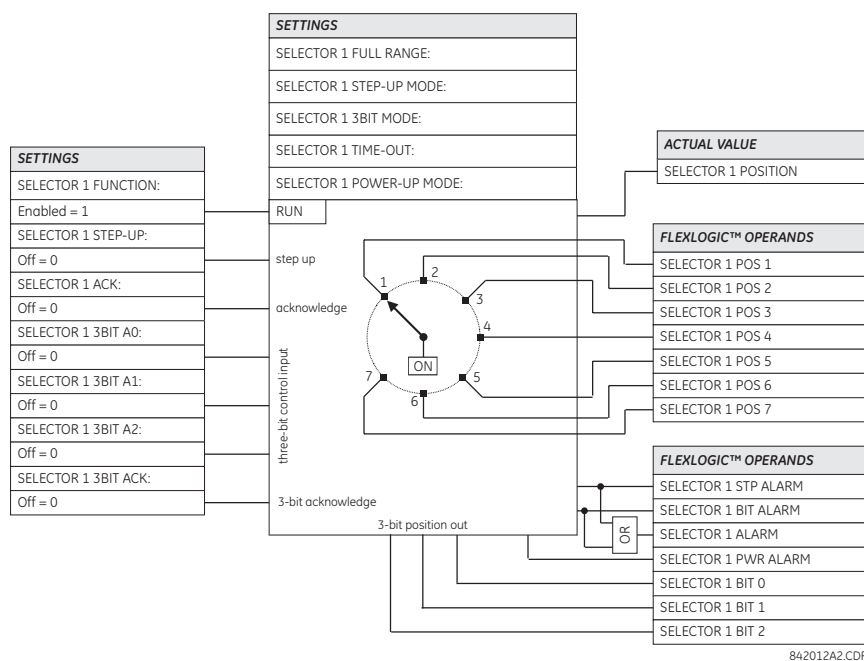 SETTINGS
SELECTOR 1 FULL RANGE:
SELECTOR 1 STEP-UP MODE:
SELECTOR 1 3BIT MODE:
SELECTOR 1 TIME-OUT:
SELECTOR 1 POWER-UP MODE:
SETTINGS
SELECTOR 1 FUNCTION:
Enabled = 1
SELECTOR 1 STEP-UP:
Off = 0
SELECTOR 1 ACK:
Off = 0
SELECTOR 1 3BIT A0:
Off = 0
SELECTOR 1 3BIT A1:
Off = 0
SELECTOR 1 3BIT A2:
Off = 0
SELECTOR 1 3BIT ACK:
Off = 0
RUN
step up
acknowledge
three-bit control input
3-bit acknowledge
3-bit position out
1
2
3
4
5
6
7
ON
ACTUAL VALUE
SELECTOR 1 POSITION
FLEXLOGIC™ OPERANDS
SELECTOR 1 POS 1
SELECTOR 1 POS 2
SELECTOR 1 POS 3
SELECTOR 1 POS 4
SELECTOR 1 POS 5
SELECTOR 1 POS 6
SELECTOR 1 POS 7
FLEXLOGIC™ OPERANDS
SELECTOR 1 STP ALARM
SELECTOR 1 BIT ALARM
OR
SELECTOR 1 ALARM
SELECTOR 1 PWR ALARM
SELECTOR 1 BIT 0
SELECTOR 1 BIT 1
SELECTOR 1 BIT 2
842012A2.CDR